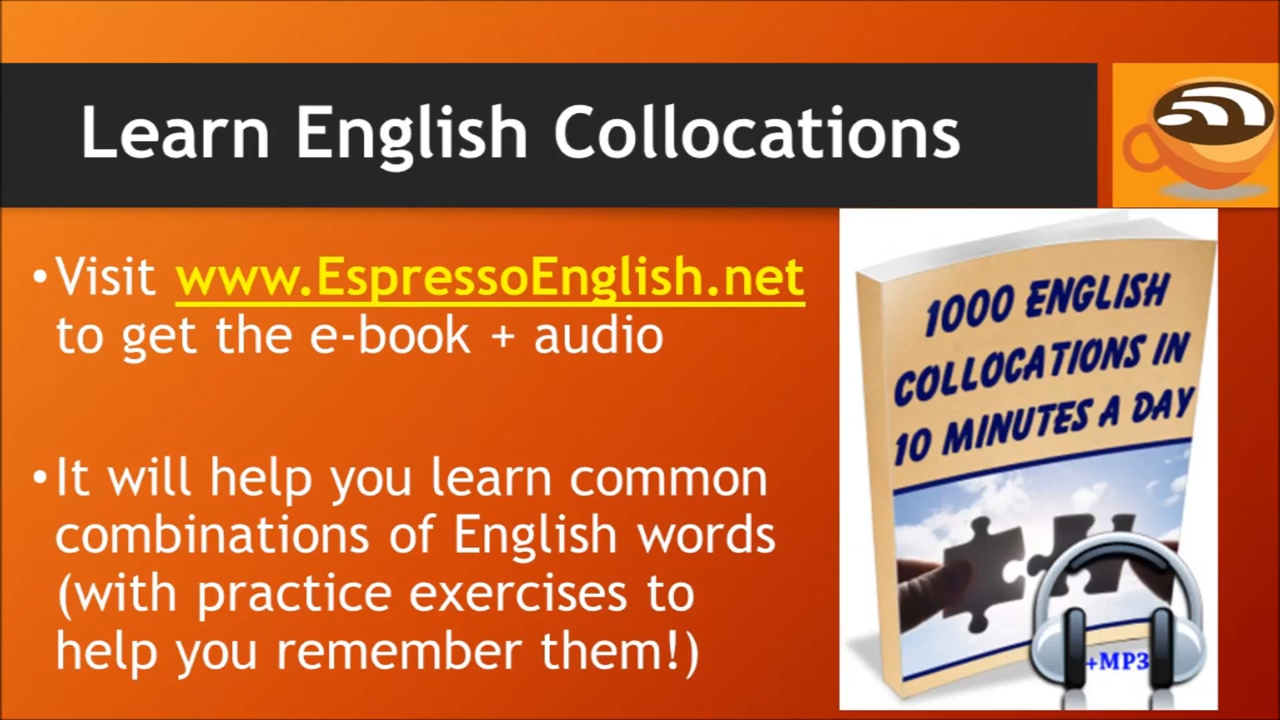 Learn English Collocations
•Visit www.EspressoEnglish.net
to get the e-book + audio
•It will help you learn common
combinations of English words
(with practice exercises to
help you remember them!)
1000 ENGLISH
COLLOCATIONS IN
10 MINUTES A DAY
+MP3